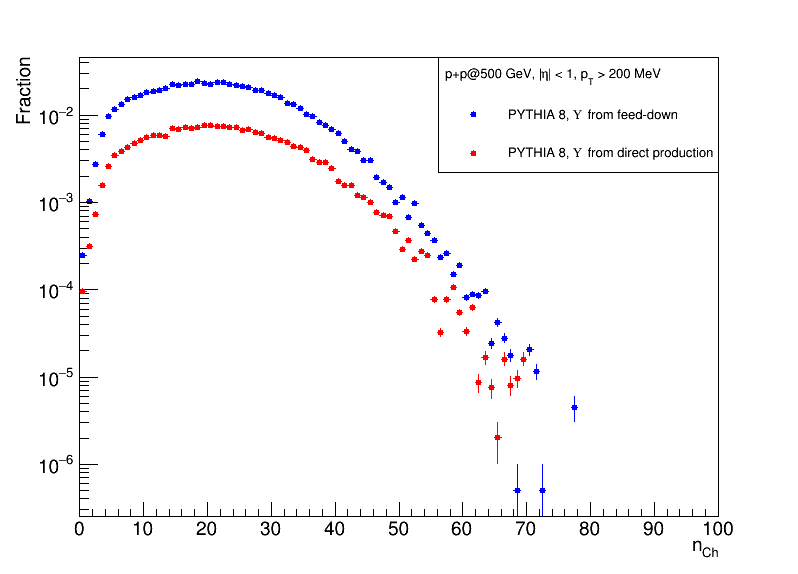 Fraction
p+p@500 GeV, |η| < 1, p_T > 200 MeV
PYTHIA 8, ϒ from feed-down
PYTHIA 8, ϒ from direct production
10⁻²
10⁻³
10⁻⁴
10⁻⁵
10⁻⁶
0 10 20 30 40 50 60 70 80 90 100
n_Ch